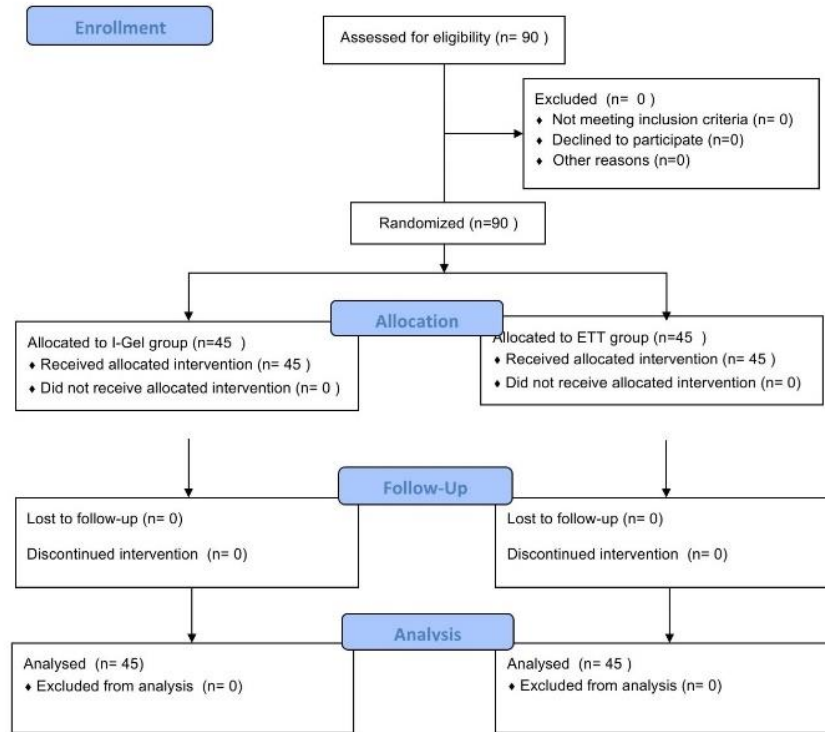 Enrollment
Assessed for eligibility (n= 90 )
Excluded (n= 0 )
♦ Not meeting inclusion criteria (n= 0)
♦ Declined to participate (n=0)
♦ Other reasons (n=0)
Randomized (n=90 )
Allocation
Allocated to I-Gel group (n=45 )
♦ Received allocated intervention (n= 45 )
♦ Did not receive allocated intervention (n= 0 )
Allocated to ETT group (n=45 )
♦ Received allocated intervention (n= 45 )
♦ Did not receive allocated intervention (n= 0)
Follow-Up
Lost to follow-up (n= 0)
Discontinued intervention (n= 0)
Lost to follow-up (n= 0)
Discontinued intervention (n= 0)
Analysis
Analysed (n= 45)
♦ Excluded from analysis (n= 0)
Analysed (n= 45 )
♦ Excluded from analysis (n= 0)